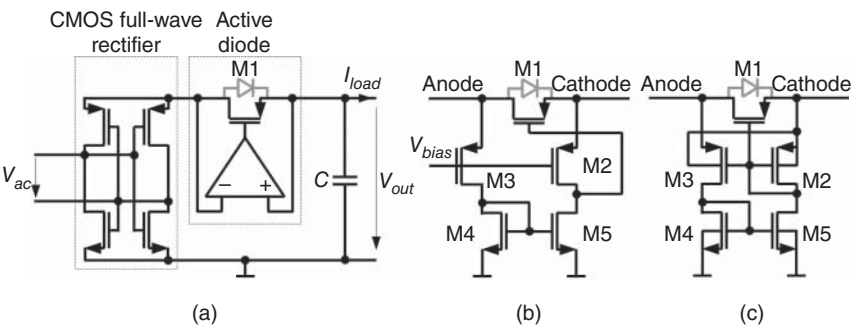 CMOS full-wave
rectifier
Active
diode
M1
I_load
V_ac
−
+
C
V_out
(a)
Anode
M1
Cathode
V_bias
M3
M2
M4
M5
(b)
Anode
M1
Cathode
M3
M2
M4
M5
(c)